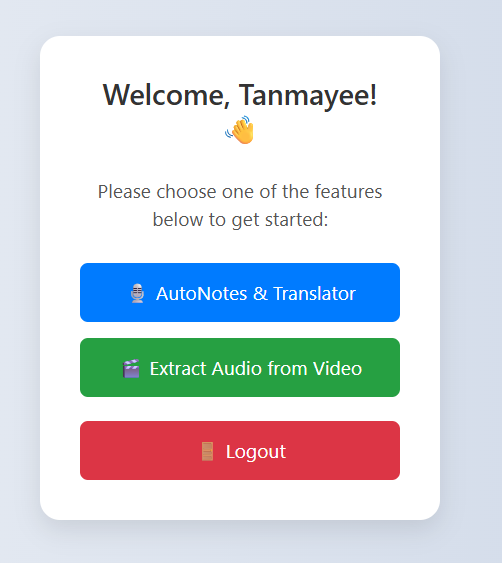 Welcome, Tanmayee!
👋
Please choose one of the features
below to get started:
🎙️ AutoNotes & Translator
🎬 Extract Audio from Video
🚪 Logout